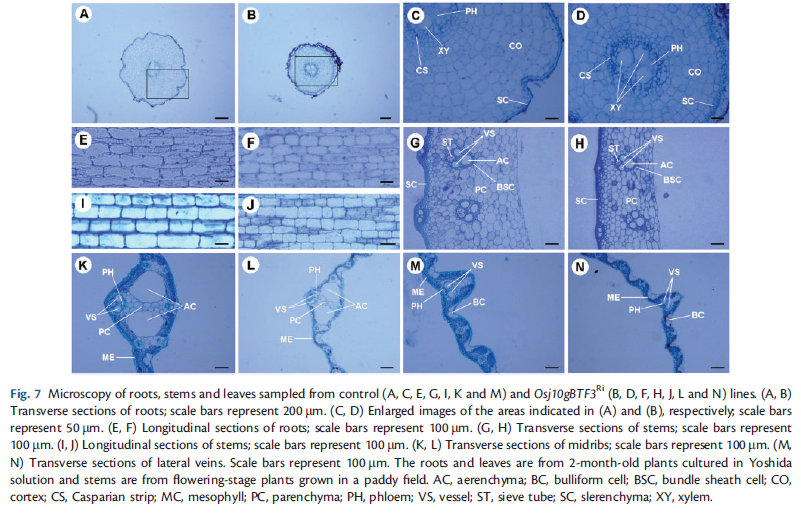 A
B
C
PH
XY
CO
CS
SC
D
PH
CS
CO
XY
SC
E
F
G
VS
ST
AC
BSC
SC
PC
H
VS
ST
AC
BSC
SC
PC
I
J
K
PH
VS
AC
PC
ME
L
PH
VS
AC
PC
ME
M
VS
ME
PH
BC
N
VS
ME
PH
BC
Fig. 7 Microscopy of roots, stems and leaves sampled from control (A, C, E, G, I, K and M) and Osj10gBTF3Ri (B, D, F, H, J, L and N) lines. (A, B)
Transverse sections of roots; scale bars represent 200 μm. (C, D) Enlarged images of the areas indicated in (A) and (B), respectively; scale bars
represent 50 μm. (E, F) Longitudinal sections of roots; scale bars represent 100 μm. (G, H) Transverse sections of stems; scale bars represent
100 μm. (I, J) Longitudinal sections of stems; scale bars represent 100 μm. (K, L) Transverse sections of midribs; scale bars represent 100 μm. (M,
N) Transverse sections of lateral veins. Scale bars represent 100 μm. The roots and leaves are from 2-month-old plants cultured in Yoshida
solution and stems are from flowering-stage plants grown in a paddy field. AC, aerenchyma; BC, bulliform cell; BSC, bundle sheath cell; CO,
cortex; CS, Casparian strip; MC, mesophyll; PC, parenchyma; PH, phloem; VS, vessel; ST, sieve tube; SC, slerenchyma; XY, xylem.